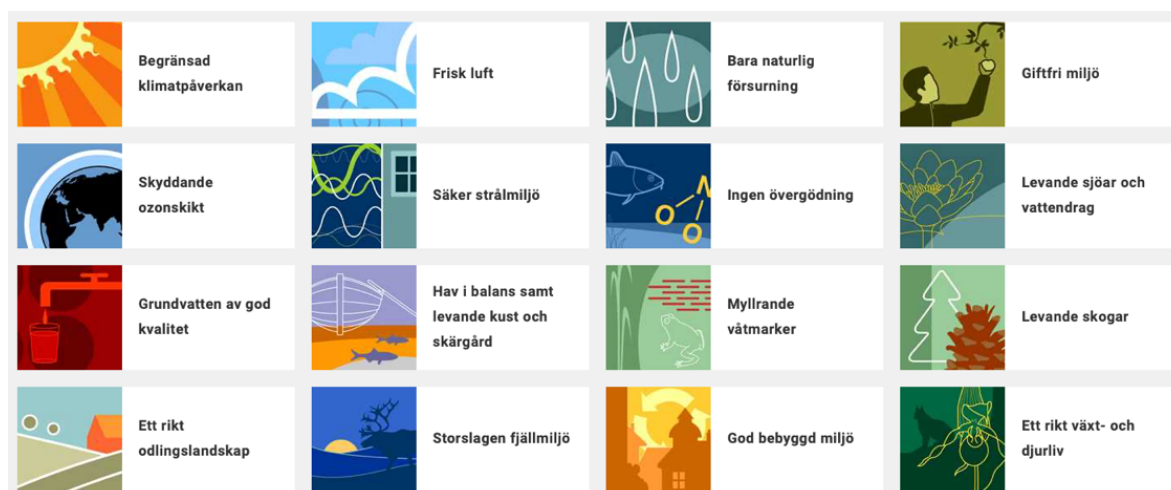 Begränsad
klimatpåverkan
Frisk luft
Bara naturlig
försurning
Giftfri miljö
Skyddande
ozonskikt
Säker strålmiljö
N
O
O
Ingen övergödning
Levande sjöar och
vattendrag
Grundvatten av god
kvalitet
Hav i balans samt
levande kust och
skärgård
Myllrande
våtmarker
Levande skogar
Ett rikt
odlingslandskap
Storslagen fjällmiljö
God bebyggd miljö
Ett rikt växt- och
djurliv